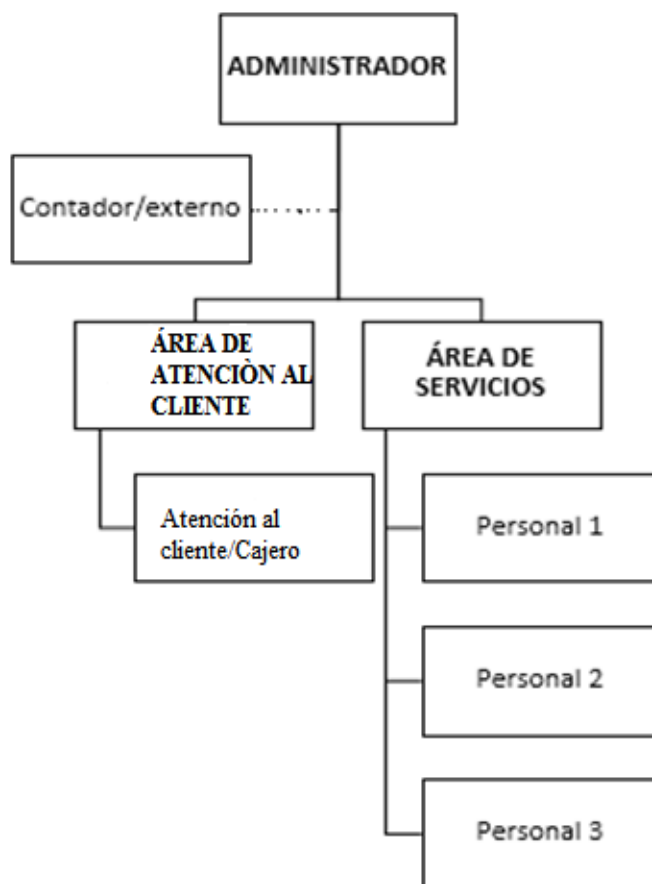 ADMINISTRADOR
Contador/externo
ÁREA DE
ATENCIÒN AL
CLIENTE
ÁREA DE
SERVICIOS
Atención al
cliente/Cajero
Personal 1
Personal 2
Personal 3